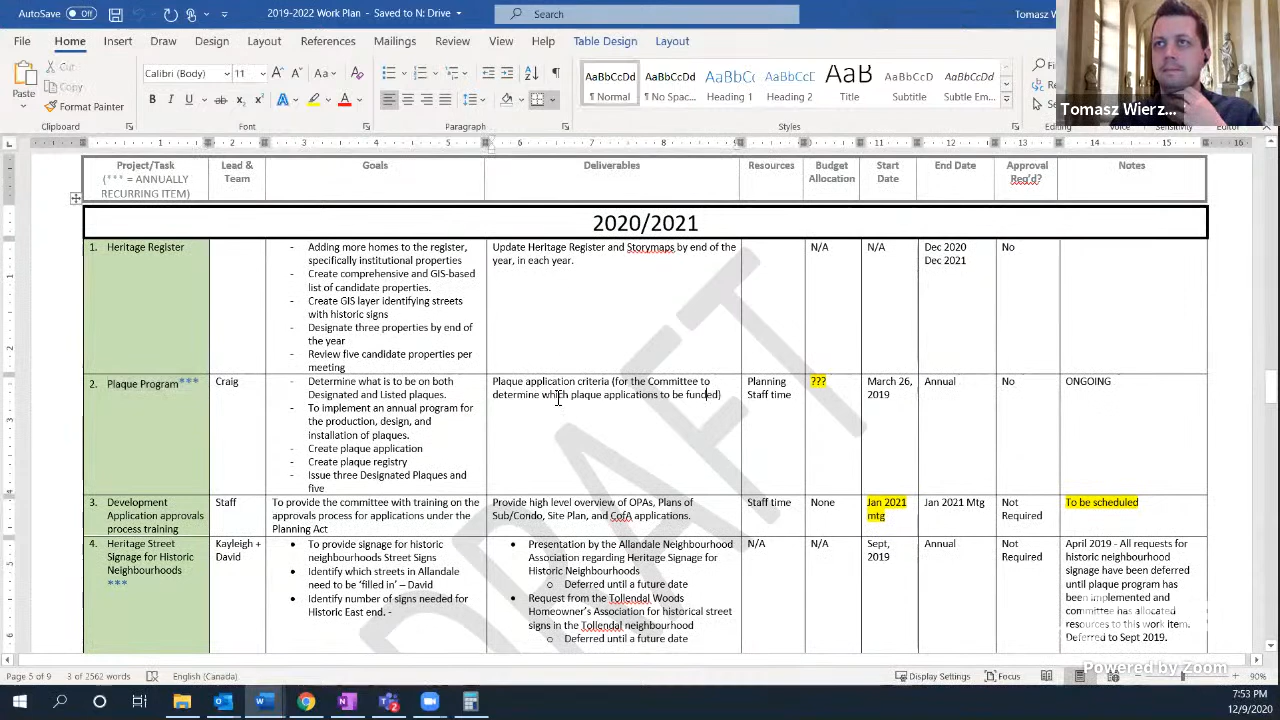 AutoSave Off
2019-2022 Work Plan - Saved to N: Drive
Search
Tomasz
File Home Insert Draw Design Layout References Mailings Review View Help Table Design Layout
Paste
Cut
Copy
Format Painter
Calibri (Body) 11
Clipboard Font Paragraph Styles Editing Voice Sensitivity
AaBbCcDd ¶ Normal
AaBbCcDd ¶ No Spac...
AaBbC Heading 1
AaBbCcC Heading 2
AaB Title
AaBbCcD Subtitle
AaBbCcDd Subtle Em...
Tomasz Wierz...
Project/Task
(*** = ANNUALLY
RECURRING ITEM)
Lead &
Team
Goals
Deliverables
Resources
Budget
Allocation
Start
Date
End Date
Approval
Req'd?
Notes
2020/2021
1. Heritage Register
- Adding more homes to the register,
specifically institutional properties
- Create comprehensive and GIS-based
list of candidate properties.
- Create GIS layer identifying streets
with historic signs
- Designate three properties by end of
the year
- Review five candidate properties per
meeting
Update Heritage Register and Storymaps by end of the
year, in each year.
N/A
N/A
Dec 2020
Dec 2021
No
2. Plaque Program***
Craig
- Determine what is to be on both
Designated and Listed plaques.
- To implement an annual program for
the production, design, and
installation of plaques.
- Create plaque application
- Create plaque registry
- Issue three Designated Plaques and
five
Plaque application criteria (for the Committee to
determine which plaque applications to be funded)
Planning
Staff time
???
March 26,
2019
Annual
No
ONGOING
3. Development
Application approvals
process training
Staff
To provide the committee with training on the
approvals process for applications under the
Planning Act
Provide high level overview of OPAs, Plans of
Sub/Condo, Site Plan, and CofA applications.
Staff time
None
Jan 2021
mtg
Jan 2021 Mtg
Not
Required
To be scheduled
4. Heritage Street
Signage for Historic
Neighbourhoods
***
Kayleigh +
David
• To provide signage for historic
neighbourhoods Street Signs
• Identify which streets in Allandale
need to be 'filled in' – David
• Identify number of signs needed for
Historic East end. -
• Presentation by the Allandale Neighbourhood
Association regarding Heritage Signage for
Historic Neighbourhoods
o Deferred until a future date
• Request from the Tollendal Woods
Homeowner's Association for historical street
signs in the Tollendal neighbourhood
o Deferred until a future date
N/A
N/A
Sept,
2019
Annual
Not
Required
April 2019 - All requests for
historic neighbourhood
signage have been deferred
until plaque program has
been implemented and
committee has allocated
resources to this work item.
Deferred to Sept 2019.
DRAFT
Powered by Zoom
Page 5 of 9 3 of 2562 words English (Canada)
Display Settings Focus 90%
7:53 PM
12/9/2020